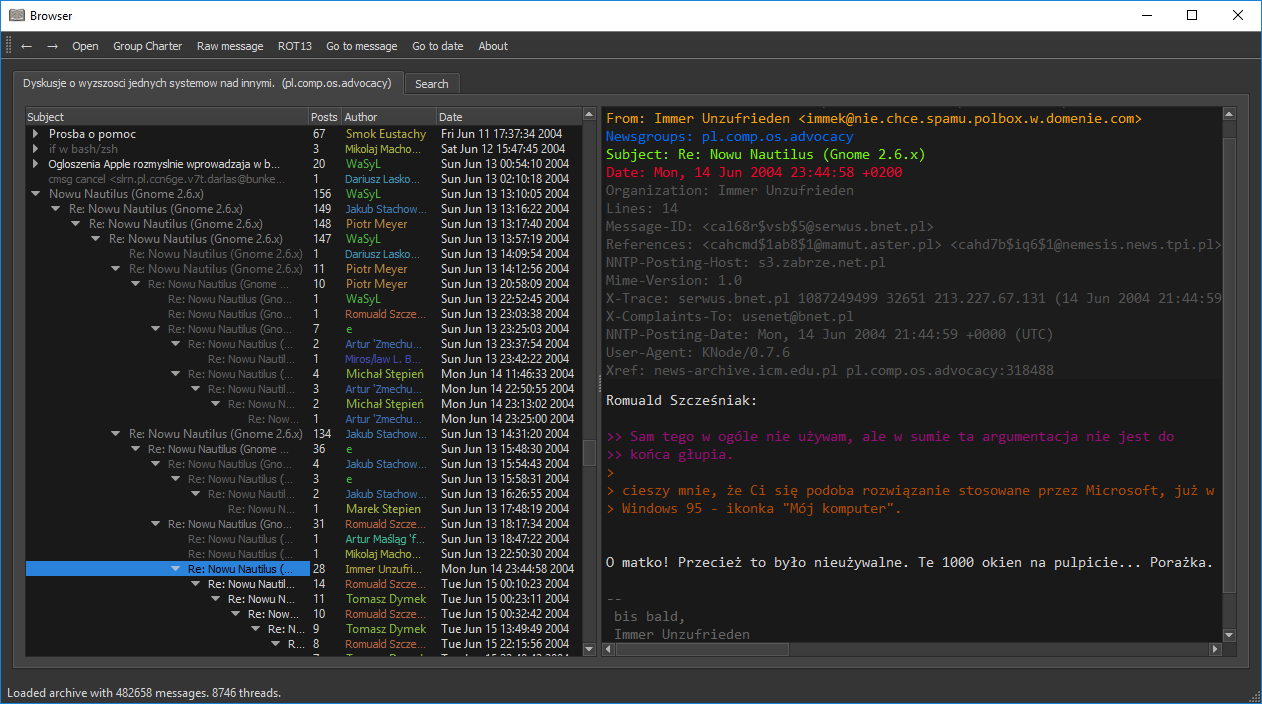 Browser
Open Group Charter Raw message ROT13 Go to message Go to date About
Dyskusje o wyzszosci jednych systemow nad innymi. (pl.comp.os.advocacy) Search
Subject Posts Author Date
Prosba o pomoc 67 Smok Eustachy Fri Jun 11 17:37:34 2004
if w bash/zsh 3 Mikolaj Macho... Sat Jun 12 15:47:45 2004
Ogloszenia Apple rozmyslnie wprowadzaja w b... 20 WaSyL Sun Jun 13 00:54:10 2004
cmsg cancel <slrn.pl.ccn6ge.v7t.darlas@bunke... 1 Dariusz Lasko... Sun Jun 13 02:10:18 2004
Nowu Nautilus (Gnome 2.6.x) 156 WaSyL Sun Jun 13 13:10:05 2004
Re: Nowu Nautilus (Gnome 2.6.x) 149 Jakub Stachow... Sun Jun 13 13:16:22 2004
Re: Nowu Nautilus (Gnome 2.6.x) 148 Piotr Meyer Sun Jun 13 13:17:40 2004
Re: Nowu Nautilus (Gnome 2.6.x) 147 WaSyL Sun Jun 13 13:57:19 2004
Re: Nowu Nautilus (Gnome 2.6.x) 1 Dariusz Lasko... Sun Jun 13 14:09:54 2004
Re: Nowu Nautilus (Gnome 2.6.x) 11 Piotr Meyer Sun Jun 13 14:12:56 2004
Re: Nowu Nautilus (Gnome ... 10 Piotr Meyer Sun Jun 13 20:58:09 2004
Re: Nowu Nautilus (Gno... 1 WaSyL Sun Jun 13 22:52:45 2004
Re: Nowu Nautilus (Gno... 1 Romuald Szcze... Sun Jun 13 23:03:38 2004
Re: Nowu Nautilus (Gno... 7 e Sun Jun 13 23:25:03 2004
Re: Nowu Nautilus (... 2 Artur 'Zmechu... Sun Jun 13 23:37:54 2004
Re: Nowu Nautil... 1 Miros/law L. B... Sun Jun 13 23:42:22 2004
Re: Nowu Nautilus (... 4 Michał Stępień Mon Jun 14 11:46:33 2004
Re: Nowu Nautil... 3 Artur 'Zmechu... Mon Jun 14 22:50:55 2004
Re: Nowu N... 2 Michał Stępień Mon Jun 14 23:13:02 2004
Re: Now... 1 Artur 'Zmechu... Mon Jun 14 23:25:00 2004
Re: Nowu Nautilus (Gnome 2.6.x) 134 Jakub Stachow... Sun Jun 13 14:31:20 2004
Re: Nowu Nautilus (Gnome ... 36 e Sun Jun 13 15:48:30 2004
Re: Nowu Nautilus (Gno... 4 Jakub Stachow... Sun Jun 13 15:54:43 2004
Re: Nowu Nautilus (... 3 e Sun Jun 13 15:58:31 2004
Re: Nowu Nautil... 2 Jakub Stachow... Sun Jun 13 16:26:55 2004
Re: Nowu N... 1 Marek Stepien Sun Jun 13 17:48:19 2004
Re: Nowu Nautilus (Gno... 31 Romuald Szcze... Sun Jun 13 18:17:34 2004
Re: Nowu Nautilus (... 1 Artur Maśląg 'f... Sun Jun 13 18:47:22 2004
Re: Nowu Nautilus (... 1 Mikolaj Macho... Sun Jun 13 22:50:30 2004
Re: Nowu Nautilus (... 28 Immer Unzufri... Mon Jun 14 23:44:58 2004
Re: Nowu Nautil... 14 Romuald Szcze... Tue Jun 15 00:10:23 2004
Re: Nowu N... 11 Tomasz Dymek Tue Jun 15 00:23:11 2004
Re: Now... 10 Romuald Szcze... Tue Jun 15 00:32:42 2004
Re: N... 9 Tomasz Dymek Tue Jun 15 13:49:49 2004
R... 8 Romuald Szcze... Tue Jun 15 22:15:56 2004
From: Immer Unzufrieden <immek@nie.chce.spamu.polbox.w.domenie.com>
Newsgroups: pl.comp.os.advocacy
Subject: Re: Nowu Nautilus (Gnome 2.6.x)
Date: Mon, 14 Jun 2004 23:44:58 +0200
Organization: Immer Unzufrieden
Lines: 14
Message-ID: <cal68r$vsb$5@serwus.bnet.pl>
References: <cahcmd$1ab8$1@mamut.aster.pl> <cahd7b$iq6$1@nemesis.news.tpi.pl>
NNTP-Posting-Host: s3.zabrze.net.pl
Mime-Version: 1.0
X-Trace: serwus.bnet.pl 1087249499 32651 213.227.67.131 (14 Jun 2004 21:44:59
X-Complaints-To: usenet@bnet.pl
NNTP-Posting-Date: Mon, 14 Jun 2004 21:44:59 +0000 (UTC)
User-Agent: KNode/0.7.6
Xref: news-archive.icm.edu.pl pl.comp.os.advocacy:318488
Romuald Szcześniak:
>> Sam tego w ogóle nie używam, ale w sumie ta argumentacja nie jest do
>> końca głupia.
>
> cieszy mnie, że Ci się podoba rozwiązanie stosowane przez Microsoft, już w
> Windows 95 - ikonka "Mój komputer".
O matko! Przecież to było nieużywalne. Te 1000 okien na pulpicie... Porażka.
--
bis bald,
Immer Unzufrieden
Loaded archive with 482658 messages. 8746 threads.